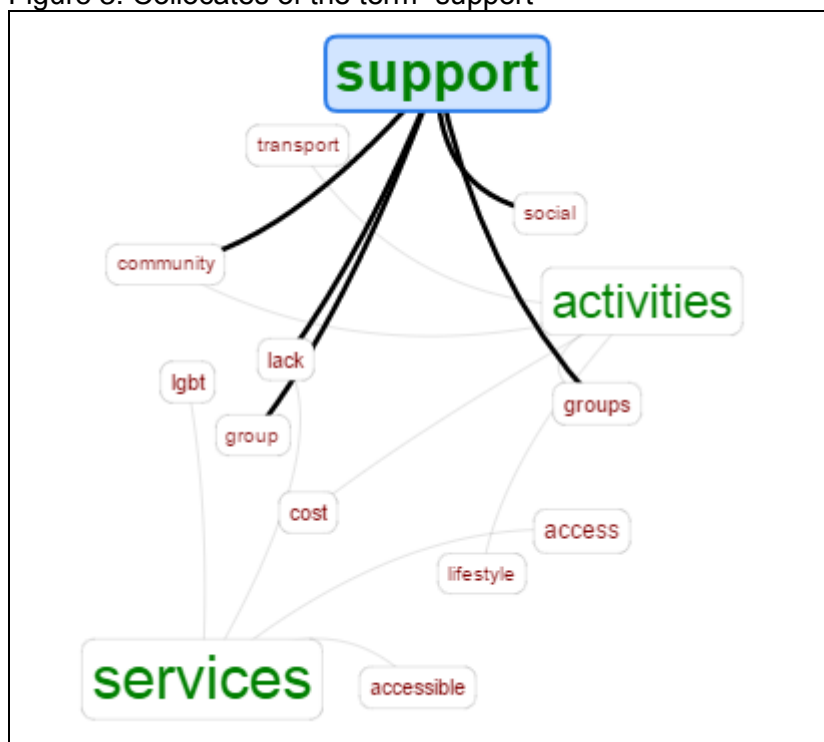 support
transport
social
community
activities
lack
lgbt
groups
group
cost
access
lifestyle
services
accessible